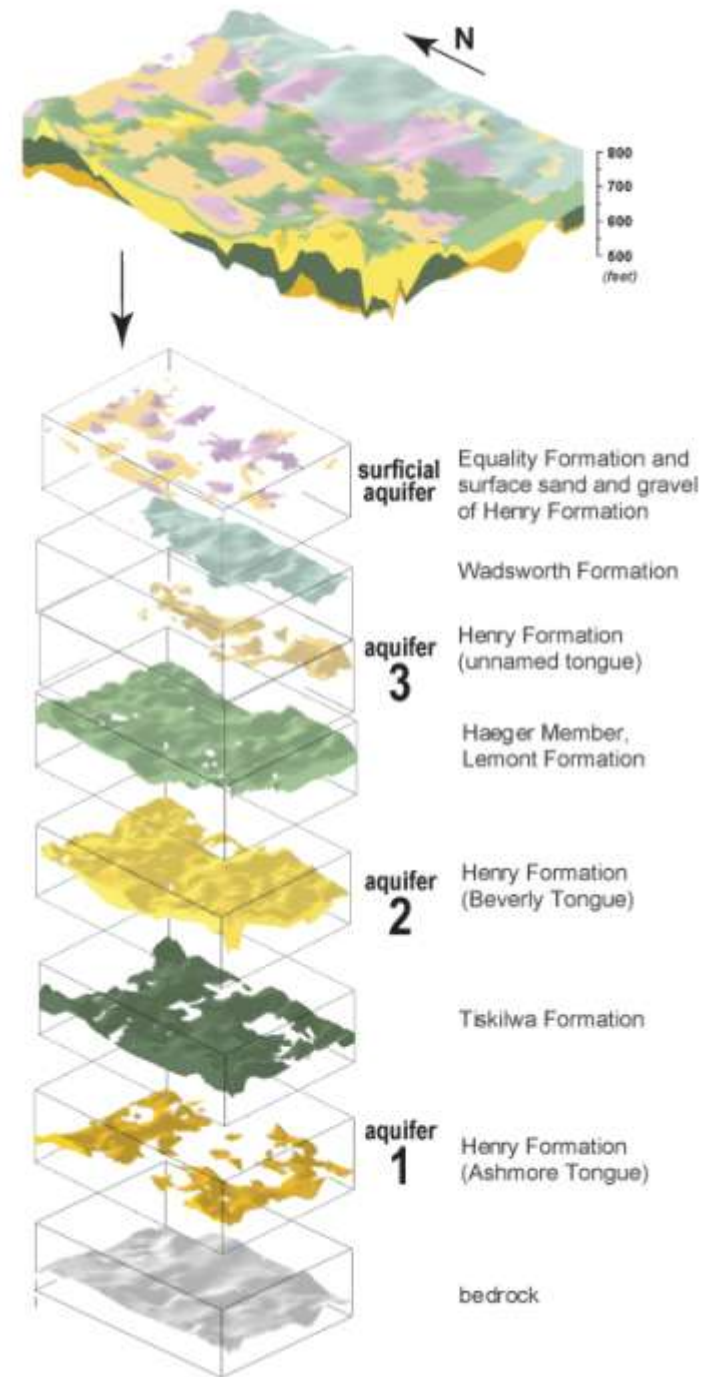 N
800
700
600
500
(feet)
surficial
aquifer
Equality Formation and
surface sand and gravel
of Henry Formation
Wadsworth Formation
aquifer
3
Henry Formation
(unnamed tongue)
Haeger Member,
Lemont Formation
aquifer
2
Henry Formation
(Beverly Tongue)
Tiskilwa Formation
aquifer
1
Henry Formation
(Ashmore Tongue)
bedrock